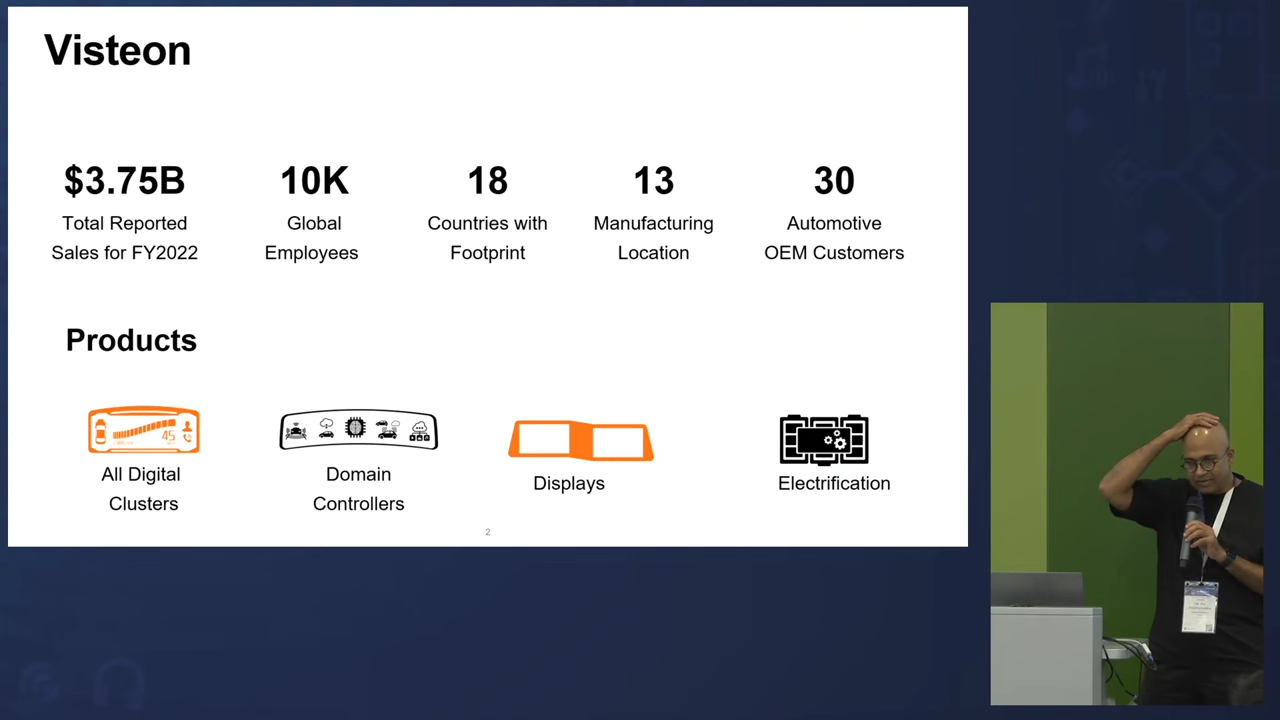 Visteon
$3.75B
Total Reported
Sales for FY2022
10K
Global
Employees
18
Countries with
Footprint
13
Manufacturing
Location
30
Automotive
OEM Customers
Products
45
All Digital
Clusters
Domain
Controllers
Displays
Electrification
2